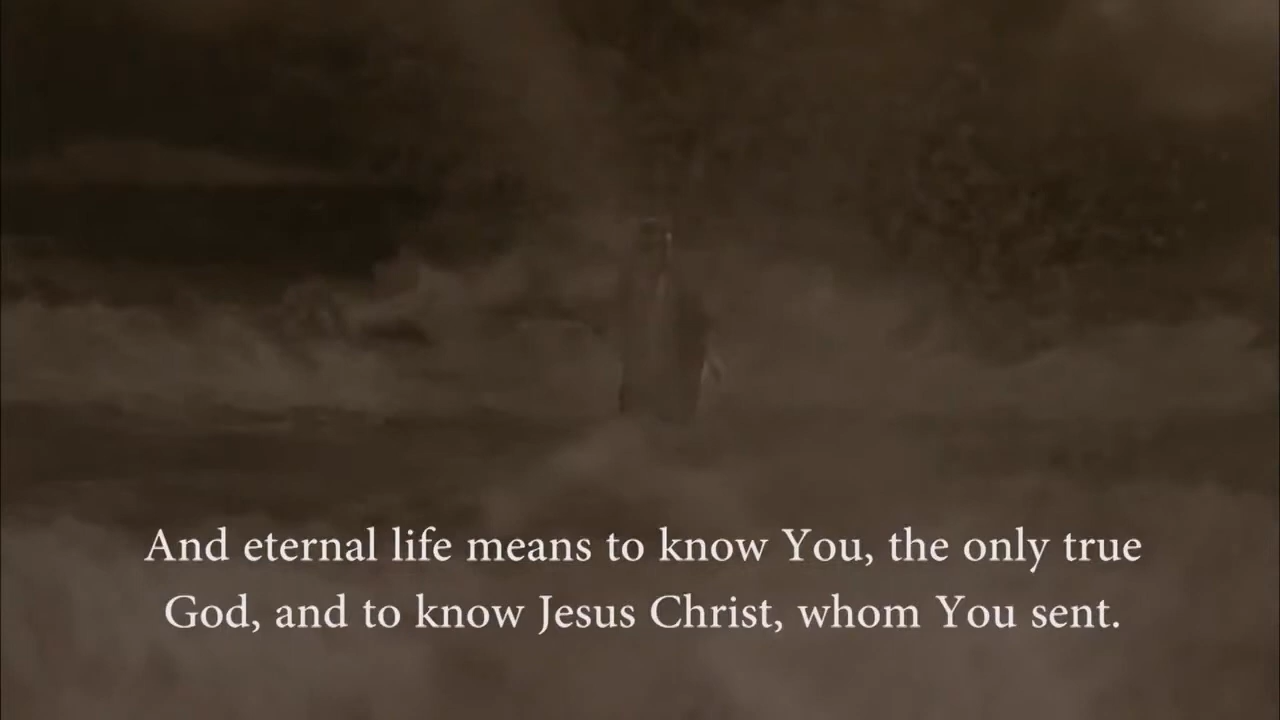 And eternal life means to know You, the only true
God, and to know Jesus Christ, whom You sent.